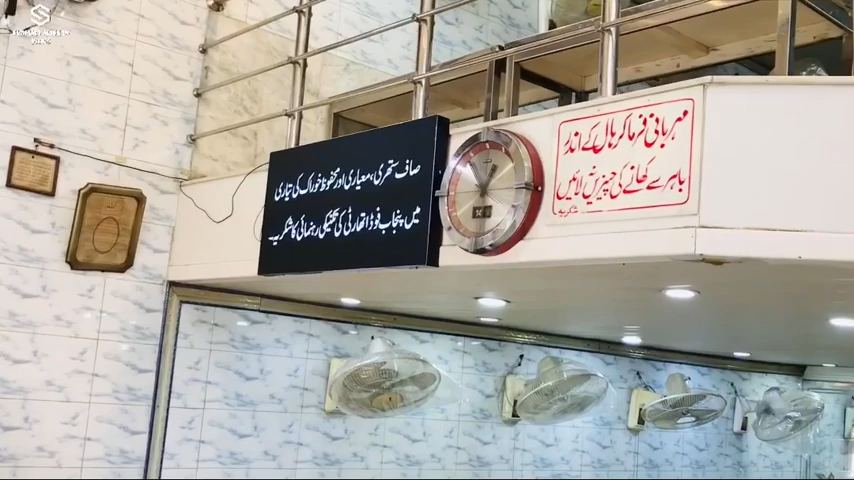 صاف ستھری، معیاری اور محفوظ خوراک کی تیاری
میں پنجاب فوڈ اتھارٹی کی تکنیکی رہنمائی کا شکریہ۔
مہربانی فرما کر ہال کے اندر
باہر سے کھانے کی چیزیں نہ لائیں
شکریہ